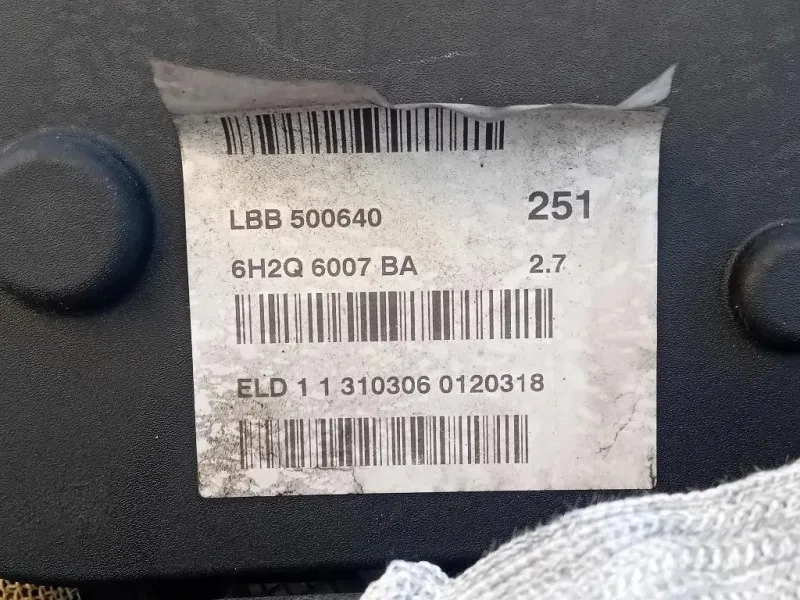 LBB 500640 251
6H2Q 6007 BA 2.7
ELD 1 1 310306 0120318